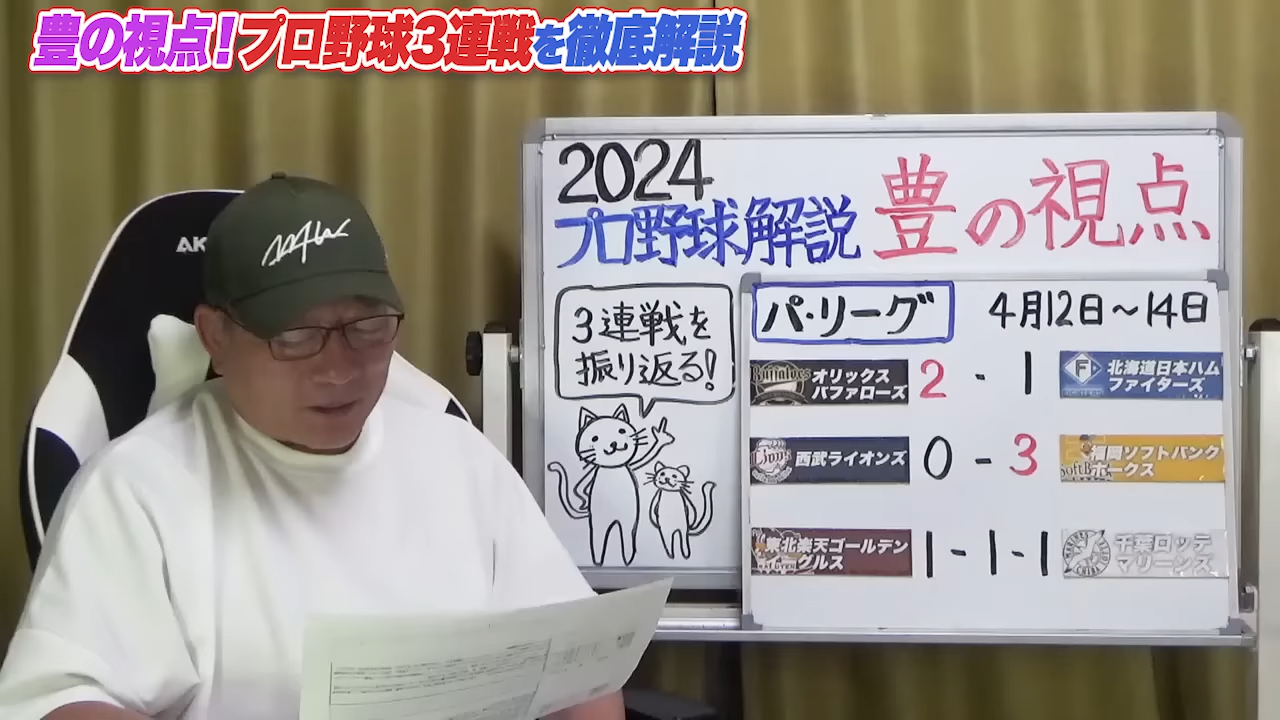 豊の視点!プロ野球3連戦を徹底解説
2024
プロ野球解説 豊の視点
3連戦を
振り返る!
パ・リーグ 4月12日〜14日
Buffaloes オリックス
バファローズ 2 - 1 F 北海道日本ハム
ファイターズ
Lions 西武ライオンズ 0 - 3 福岡ソフトバンク
SoftB ホークス
東北楽天ゴールデン
グルス 1 - 1 - 1 千葉ロッテ
マリーンズ
AK